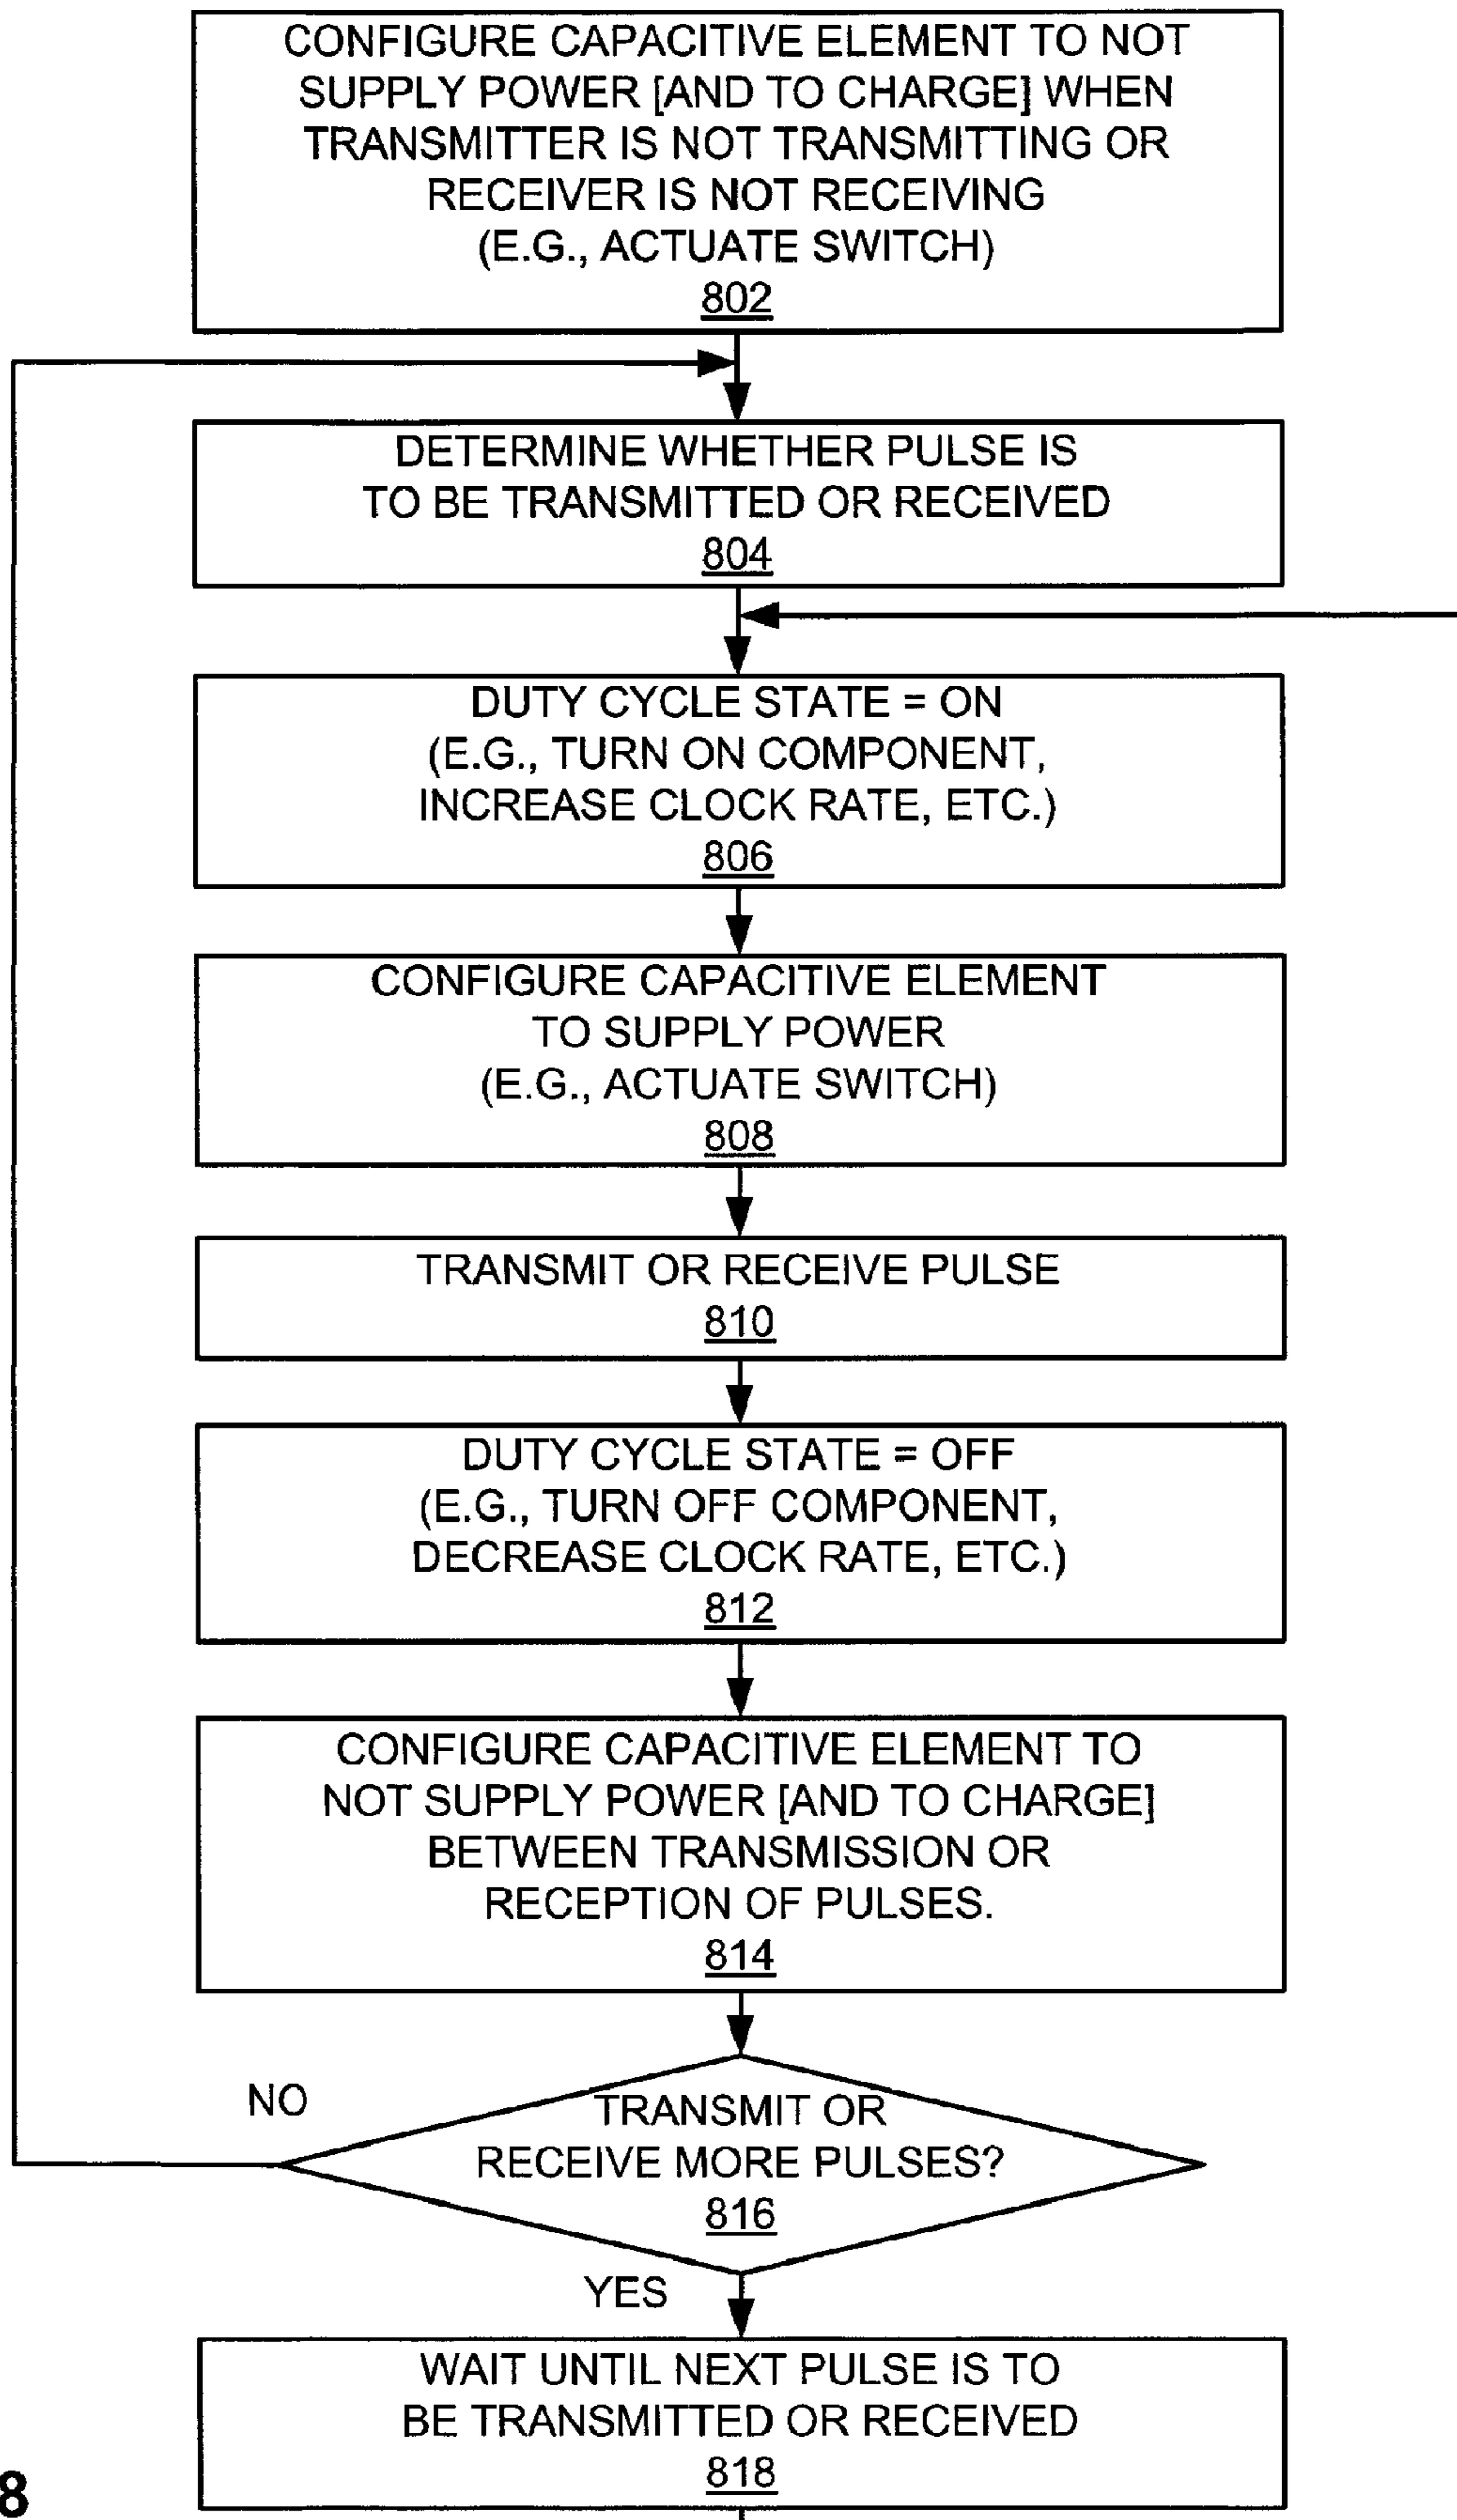 CONFIGURE CAPACITIVE ELEMENT TO NOT
SUPPLY POWER [AND TO CHARGE] WHEN
TRANSMITTER IS NOT TRANSMITTING OR
RECEIVER IS NOT RECEIVING
(E.G., ACTUATE SWITCH)
802
DETERMINE WHETHER PULSE IS
TO BE TRANSMITTED OR RECEIVED
804
DUTY CYCLE STATE = ON
(E.G., TURN ON COMPONENT,
INCREASE CLOCK RATE, ETC.)
806
CONFIGURE CAPACITIVE ELEMENT
TO SUPPLY POWER
(E.G., ACTUATE SWITCH)
808
TRANSMIT OR RECEIVE PULSE
810
DUTY CYCLE STATE = OFF
(E.G., TURN OFF COMPONENT,
DECREASE CLOCK RATE, ETC.)
812
CONFIGURE CAPACITIVE ELEMENT TO
NOT SUPPLY POWER [AND TO CHARGE]
BETWEEN TRANSMISSION OR
RECEPTION OF PULSES.
814
NO
TRANSMIT OR
RECEIVE MORE PULSES?
816
YES
WAIT UNTIL NEXT PULSE IS TO
BE TRANSMITTED OR RECEIVED
818
8